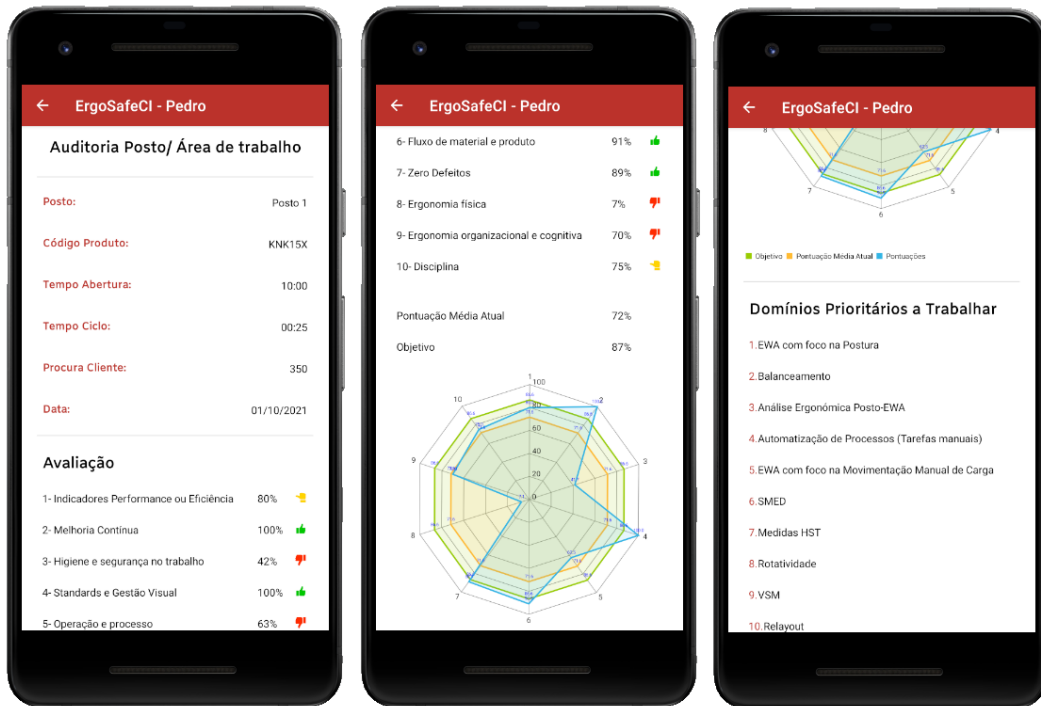 ErgoSafeCI - Pedro
Auditoria Posto/ Área de trabalho
Posto: Posto 1
Código Produto: KNK15X
Tempo Abertura: 10:00
Tempo Ciclo: 00:25
Procura Cliente: 350
Data: 01/10/2021
Avaliação
1- Indicadores Performance ou Eficiência 80%
2- Melhoria Contínua 100%
3- Higiene e segurança no trabalho 42%
4- Standards e Gestão Visual 100%
5- Operação e processo 63%
ErgoSafeCI - Pedro
6- Fluxo de material e produto 91%
7- Zero Defeitos 89%
8- Ergonomia física 7%
9- Ergonomia organizacional e cognitiva 70%
10- Disciplina 75%
Pontuação Média Atual 72%
Objetivo 87%
1
100
10
2
80
60
9
3
40
20
0
8
4
7
5
6
ErgoSafeCI - Pedro
8
4
7
5
6
Objetivo Pontuação Média Atual Pontuações
Domínios Prioritários a Trabalhar
1.EWA com foco na Postura
2.Balanceamento
3.Análise Ergonómica Posto-EWA
4.Automatização de Processos (Tarefas manuais)
5.EWA com foco na Movimentação Manual de Carga
6.SMED
7.Medidas HST
8.Rotatividade
9.VSM
10.Relayout